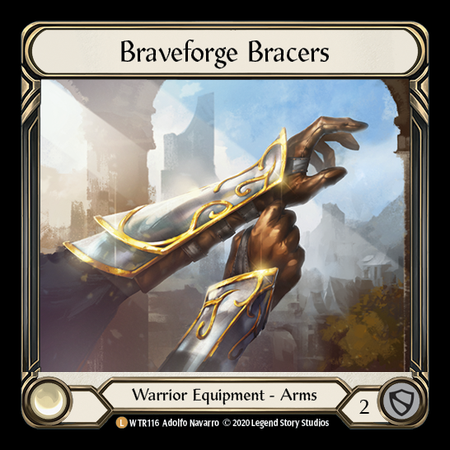 Braveforge Bracers
Warrior Equipment - Arms
2
L WTR116 Adolfo Navarro © 2020 Legend Story Studios